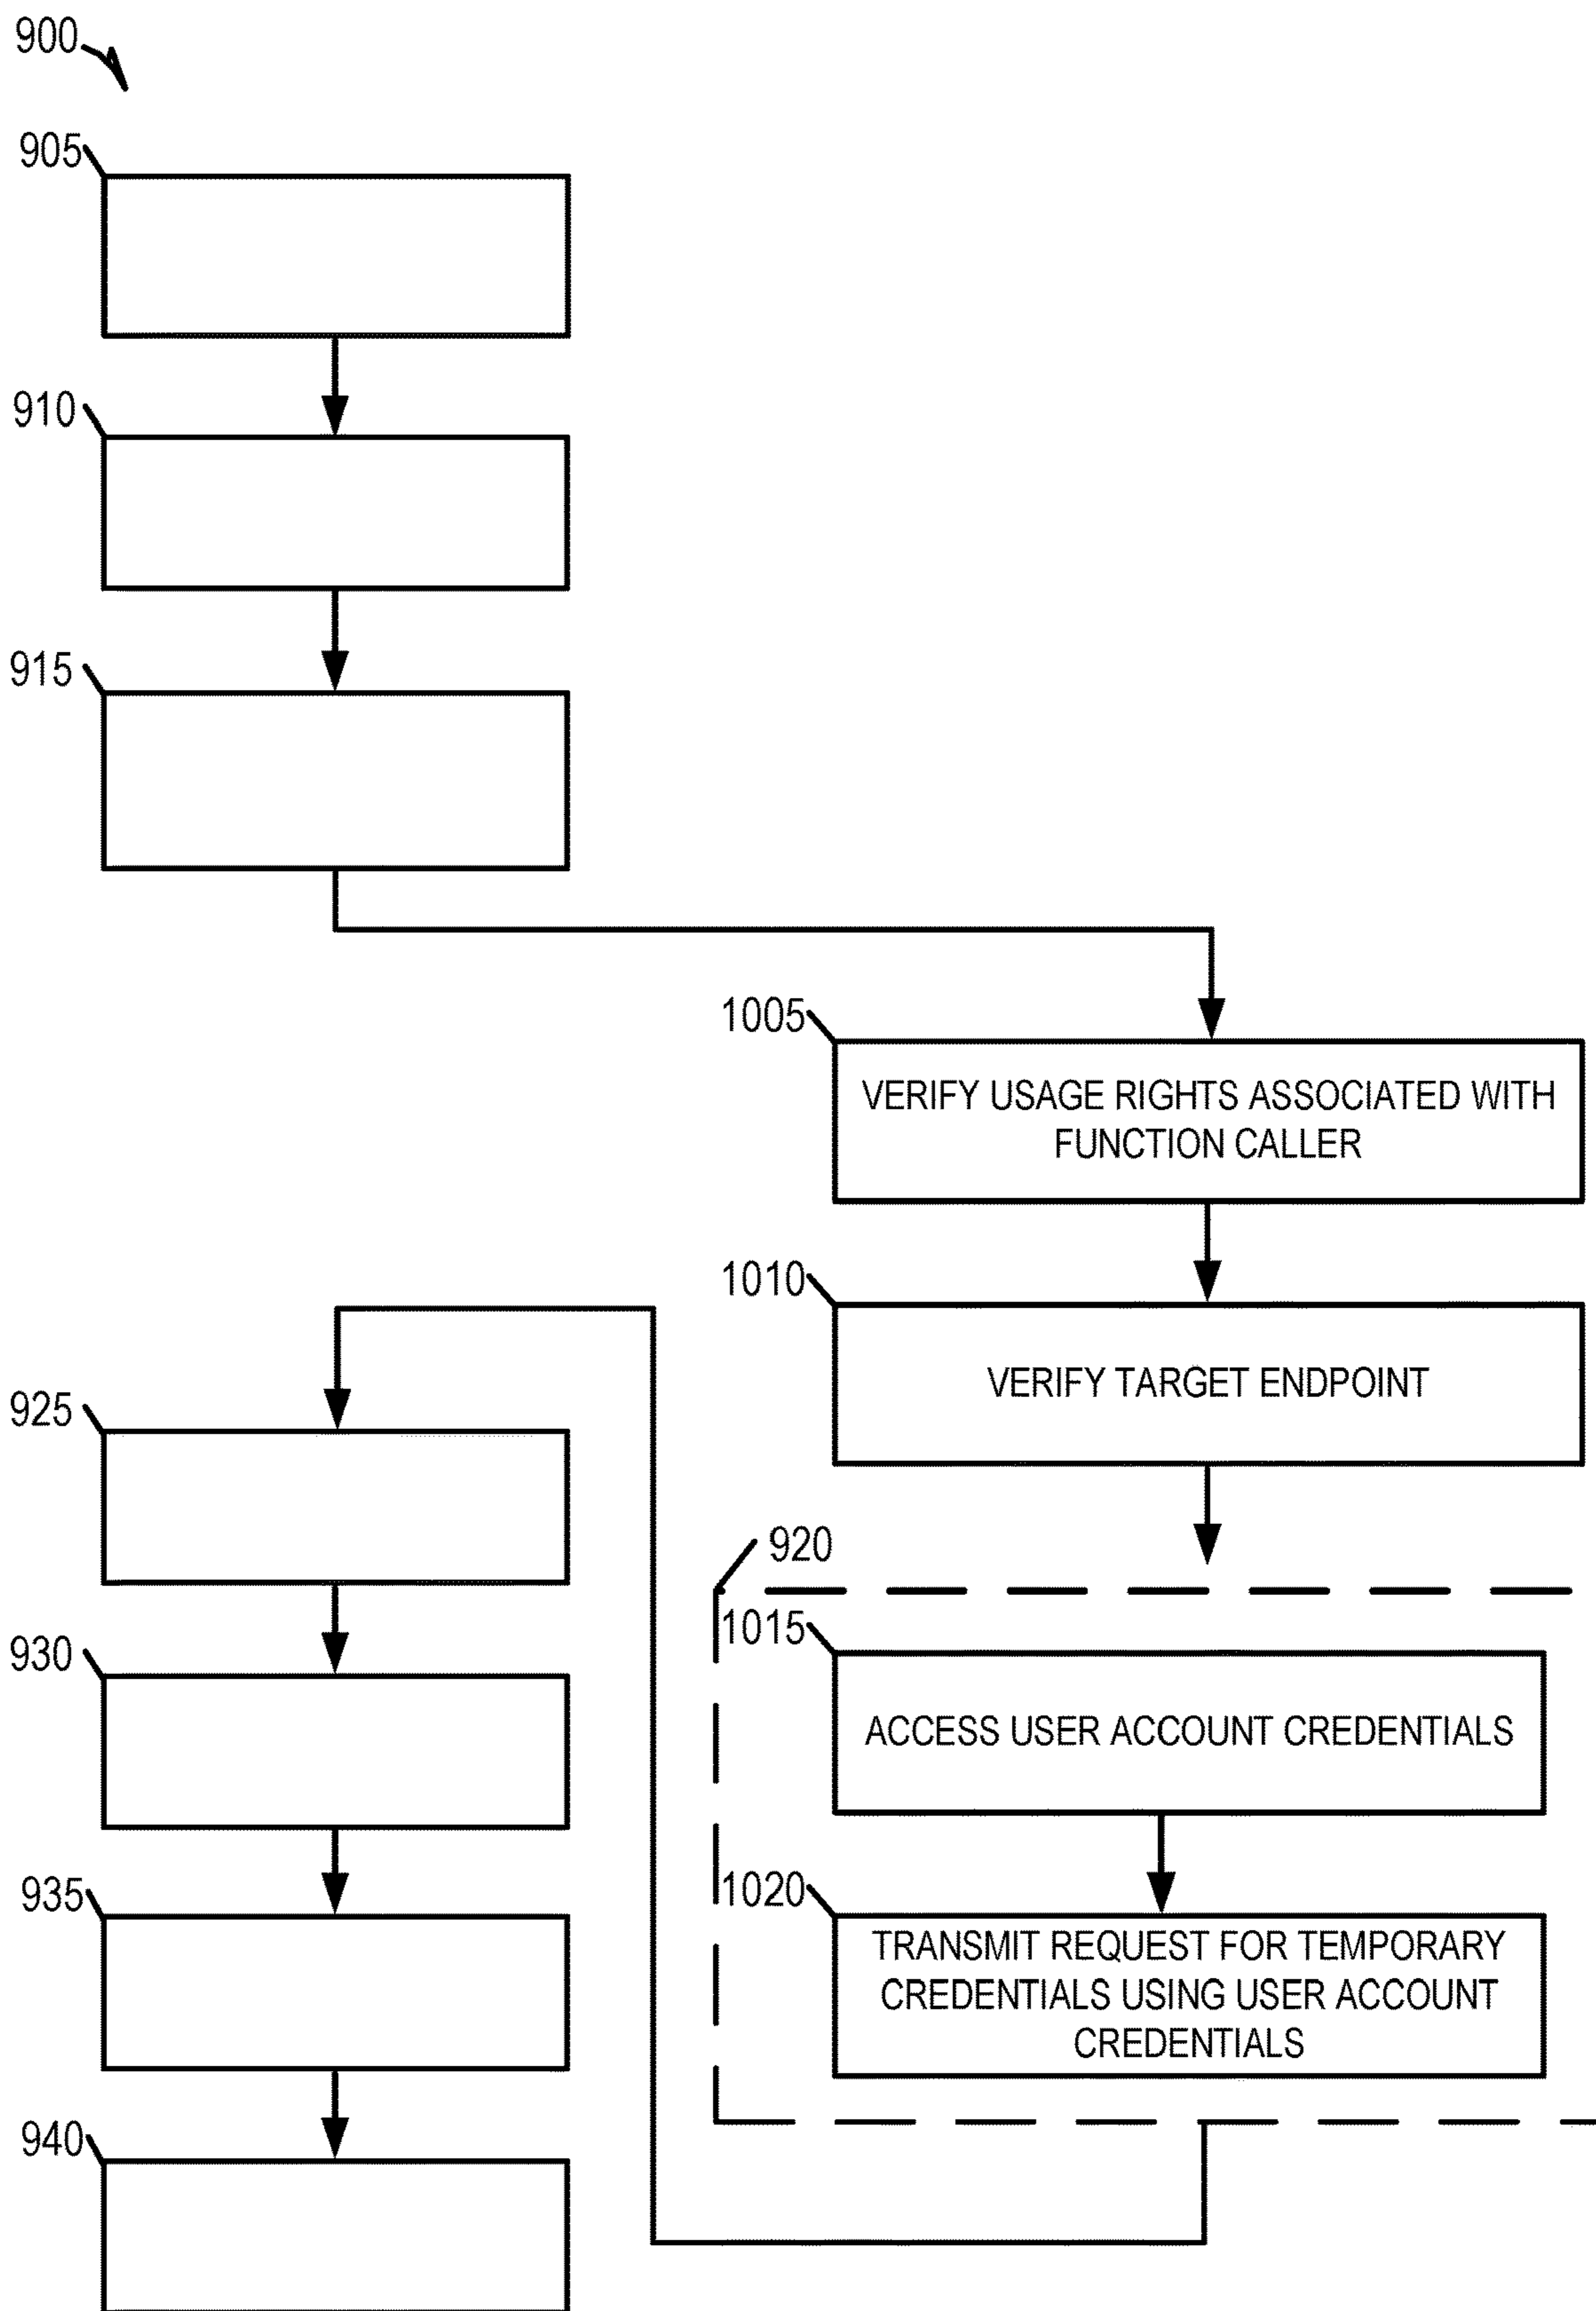 900
905
910
915
1005
VERIFY USAGE RIGHTS ASSOCIATED WITH
FUNCTION CALLER
1010
VERIFY TARGET ENDPOINT
920
1015
ACCESS USER ACCOUNT CREDENTIALS
1020
TRANSMIT REQUEST FOR TEMPORARY
CREDENTIALS USING USER ACCOUNT
CREDENTIALS
925
930
935
940